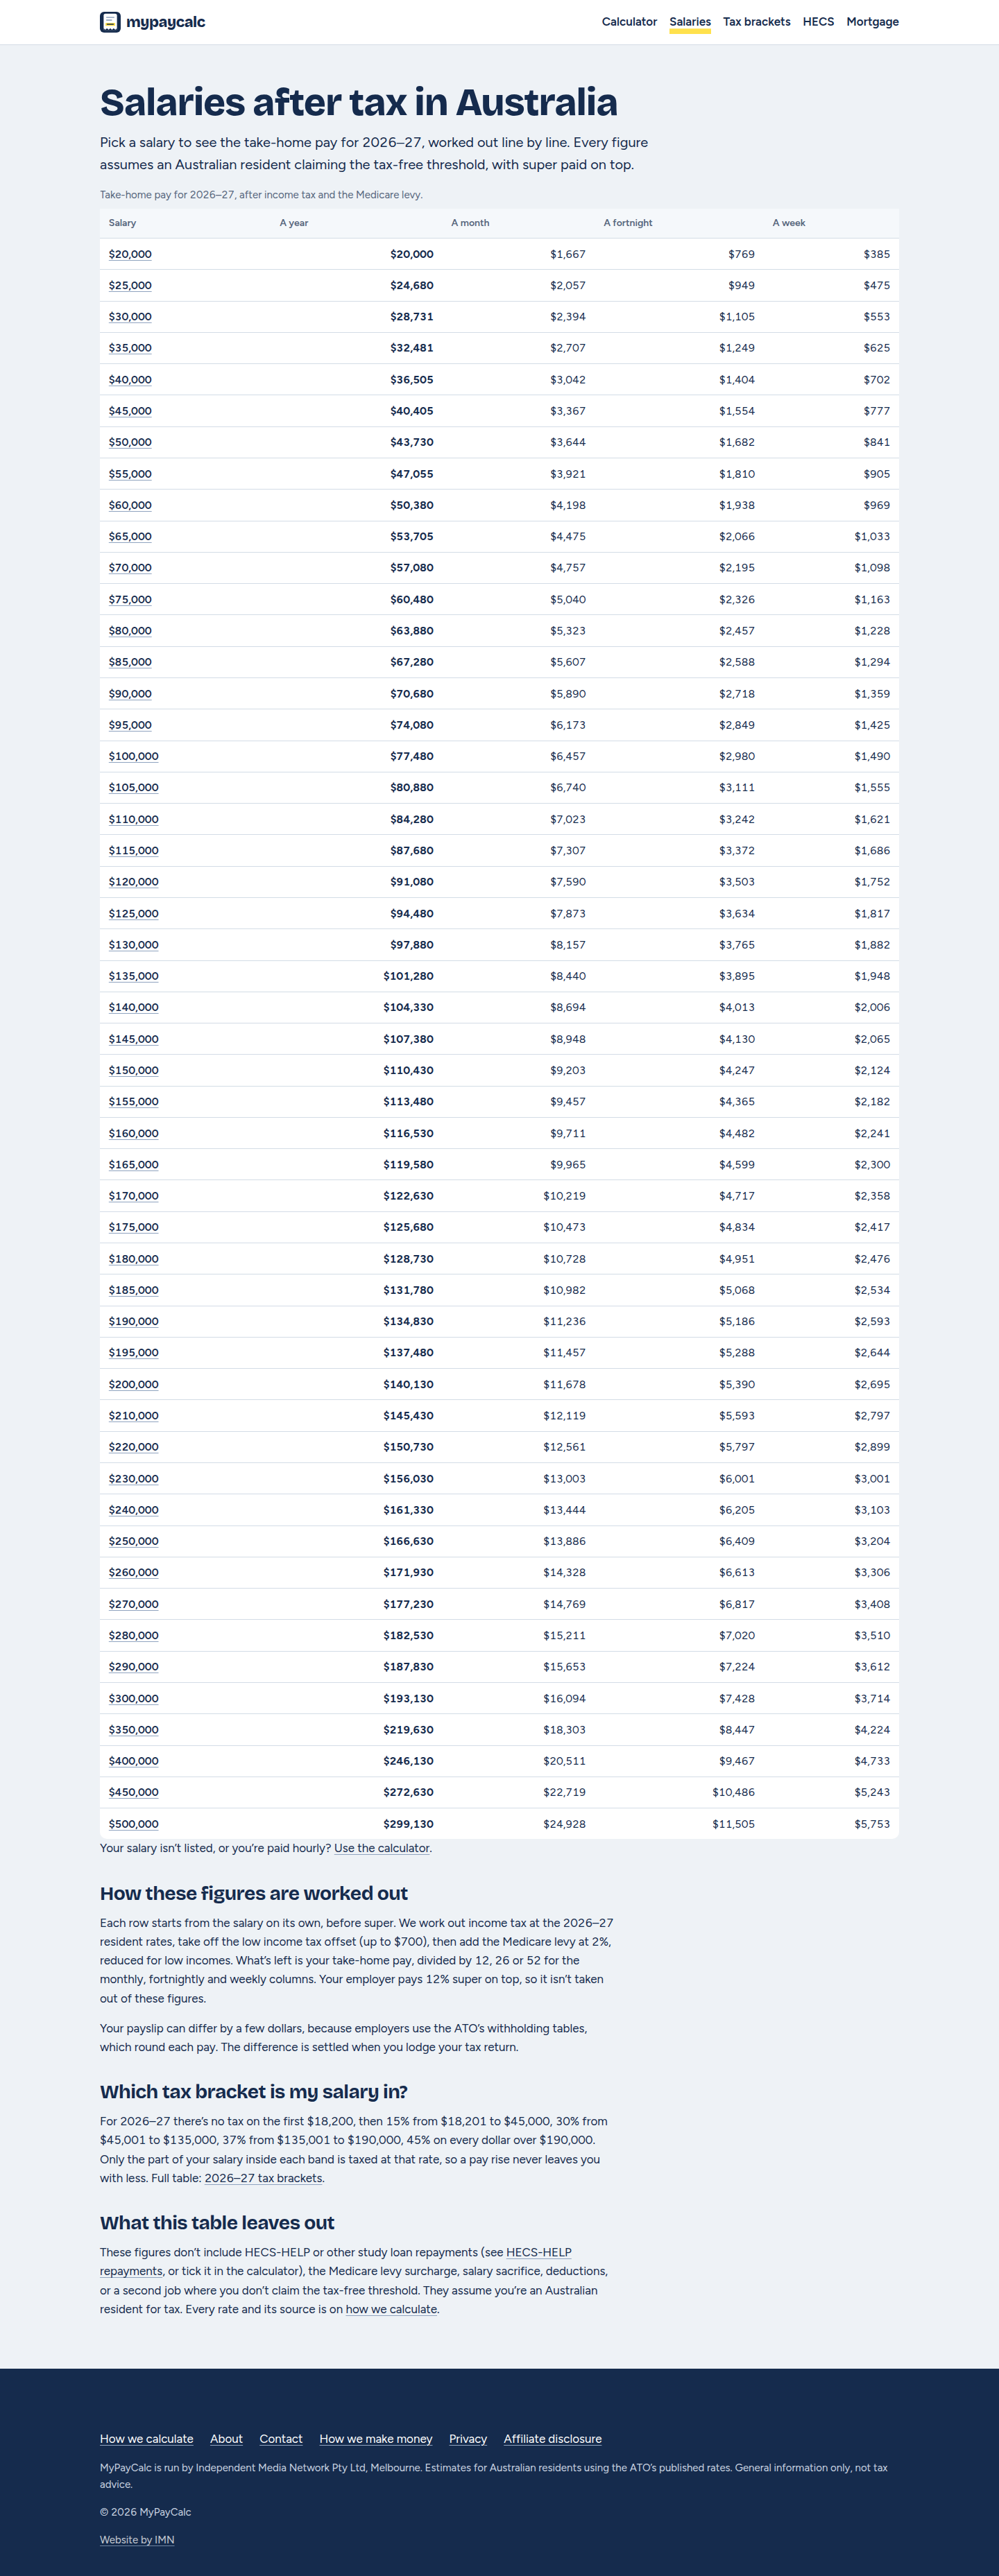 mypaycalc
Calculator Salaries Tax brackets HECS Mortgage
Salaries after tax in Australia
Pick a salary to see the take-home pay for 2026–27, worked out line by line. Every figure
assumes an Australian resident claiming the tax-free threshold, with super paid on top.
Take-home pay for 2026–27, after income tax and the Medicare levy.
Salary A year A month A fortnight A week
$20,000 $20,000 $1,667 $769 $385
$25,000 $24,680 $2,057 $949 $475
$30,000 $28,731 $2,394 $1,105 $553
$35,000 $32,481 $2,707 $1,249 $625
$40,000 $36,505 $3,042 $1,404 $702
$45,000 $40,405 $3,367 $1,554 $777
$50,000 $43,730 $3,644 $1,682 $841
$55,000 $47,055 $3,921 $1,810 $905
$60,000 $50,380 $4,198 $1,938 $969
$65,000 $53,705 $4,475 $2,066 $1,033
$70,000 $57,080 $4,757 $2,195 $1,098
$75,000 $60,480 $5,040 $2,326 $1,163
$80,000 $63,880 $5,323 $2,457 $1,228
$85,000 $67,280 $5,607 $2,588 $1,294
$90,000 $70,680 $5,890 $2,718 $1,359
$95,000 $74,080 $6,173 $2,849 $1,425
$100,000 $77,480 $6,457 $2,980 $1,490
$105,000 $80,880 $6,740 $3,111 $1,555
$110,000 $84,280 $7,023 $3,242 $1,621
$115,000 $87,680 $7,307 $3,372 $1,686
$120,000 $91,080 $7,590 $3,503 $1,752
$125,000 $94,480 $7,873 $3,634 $1,817
$130,000 $97,880 $8,157 $3,765 $1,882
$135,000 $101,280 $8,440 $3,895 $1,948
$140,000 $104,330 $8,694 $4,013 $2,006
$145,000 $107,380 $8,948 $4,130 $2,065
$150,000 $110,430 $9,203 $4,247 $2,124
$155,000 $113,480 $9,457 $4,365 $2,182
$160,000 $116,530 $9,711 $4,482 $2,241
$165,000 $119,580 $9,965 $4,599 $2,300
$170,000 $122,630 $10,219 $4,717 $2,358
$175,000 $125,680 $10,473 $4,834 $2,417
$180,000 $128,730 $10,728 $4,951 $2,476
$185,000 $131,780 $10,982 $5,068 $2,534
$190,000 $134,830 $11,236 $5,186 $2,593
$195,000 $137,480 $11,457 $5,288 $2,644
$200,000 $140,130 $11,678 $5,390 $2,695
$210,000 $145,430 $12,119 $5,593 $2,797
$220,000 $150,730 $12,561 $5,797 $2,899
$230,000 $156,030 $13,003 $6,001 $3,001
$240,000 $161,330 $13,444 $6,205 $3,103
$250,000 $166,630 $13,886 $6,409 $3,204
$260,000 $171,930 $14,328 $6,613 $3,306
$270,000 $177,230 $14,769 $6,817 $3,408
$280,000 $182,530 $15,211 $7,020 $3,510
$290,000 $187,830 $15,653 $7,224 $3,612
$300,000 $193,130 $16,094 $7,428 $3,714
$350,000 $219,630 $18,303 $8,447 $4,224
$400,000 $246,130 $20,511 $9,467 $4,733
$450,000 $272,630 $22,719 $10,486 $5,243
$500,000 $299,130 $24,928 $11,505 $5,753
Your salary isn’t listed, or you’re paid hourly? Use the calculator.
How these figures are worked out
Each row starts from the salary on its own, before super. We work out income tax at the 2026–27
resident rates, take off the low income tax offset (up to $700), then add the Medicare levy at 2%,
reduced for low incomes. What’s left is your take-home pay, divided by 12, 26 or 52 for the
monthly, fortnightly and weekly columns. Your employer pays 12% super on top, so it isn’t taken
out of these figures.
Your payslip can differ by a few dollars, because employers use the ATO’s withholding tables,
which round each pay. The difference is settled when you lodge your tax return.
Which tax bracket is my salary in?
For 2026–27 there’s no tax on the first $18,200, then 15% from $18,201 to $45,000, 30% from
$45,001 to $135,000, 37% from $135,001 to $190,000, 45% on every dollar over $190,000.
Only the part of your salary inside each band is taxed at that rate, so a pay rise never leaves you
with less. Full table: 2026–27 tax brackets.
What this table leaves out
These figures don’t include HECS-HELP or other study loan repayments (see HECS-HELP
repayments, or tick it in the calculator), the Medicare levy surcharge, salary sacrifice, deductions,
or a second job where you don’t claim the tax-free threshold. They assume you’re an Australian
resident for tax. Every rate and its source is on how we calculate.
How we calculate About Contact How we make money Privacy Affiliate disclosure
MyPayCalc is run by Independent Media Network Pty Ltd, Melbourne. Estimates for Australian residents using the ATO’s published rates. General information only, not tax
advice.
© 2026 MyPayCalc
Website by IMN